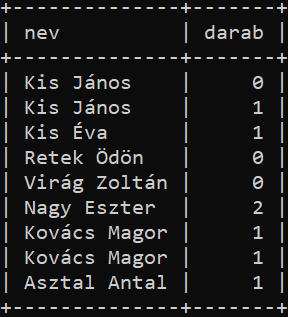 +--------------+-------+
| nev          | darab |
+--------------+-------+
| Kis János    |     0 |
| Kis János    |     1 |
| Kis Éva      |     1 |
| Retek Ödön   |     0 |
| Virág Zoltán |     0 |
| Nagy Eszter  |     2 |
| Kovács Magor |     1 |
| Kovács Magor |     1 |
| Asztal Antal |     1 |
+--------------+-------+